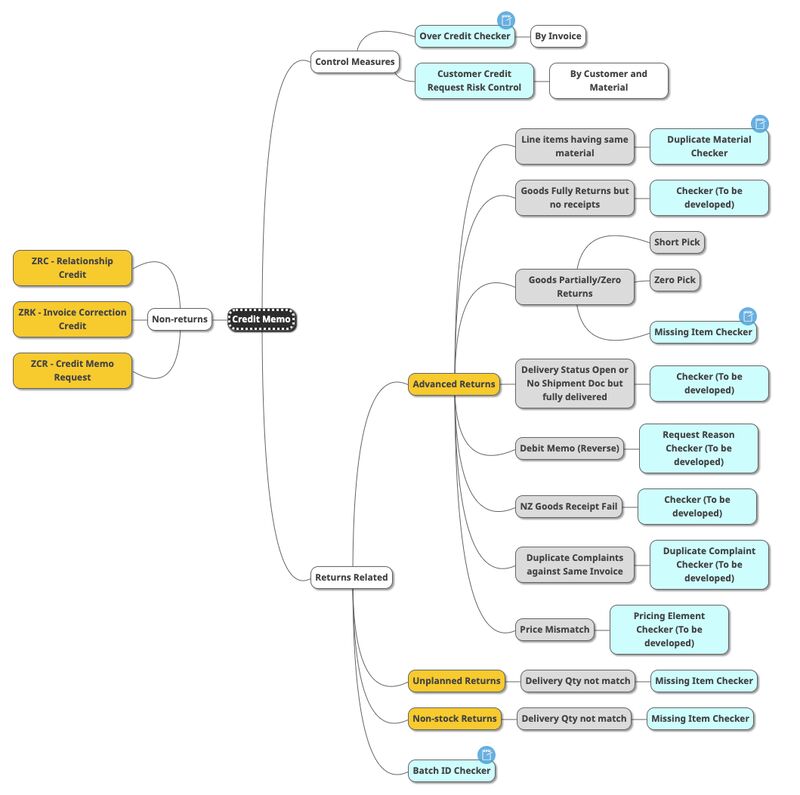 Over Credit Checker
By Invoice
Control Measures
Customer Credit
Request Risk Control
By Customer and
Material
Line items having same
material
Duplicate Material
Checker
Goods Fully Returns but
no receipts
Checker (To be
developed)
Short Pick
Goods Partially/Zero
Returns
Zero Pick
Missing Item Checker
ZRC - Relationship
Credit
ZRK - Invoice Correction
Credit
ZCR - Credit Memo
Request
Non-returns
Credit Memo
Advanced Returns
Delivery Status Open or
No Shipment Doc but
fully delivered
Checker (To be
developed)
Debit Memo (Reverse)
Request Reason
Checker (To be
developed)
NZ Goods Receipt Fail
Checker (To be
developed)
Duplicate Complaints
against Same Invoice
Duplicate Complaint
Checker (To be
developed)
Returns Related
Price Mismatch
Pricing Element
Checker (To be
developed)
Unplanned Returns
Delivery Qty not match
Missing Item Checker
Non-stock Returns
Delivery Qty not match
Missing Item Checker
Batch ID Checker